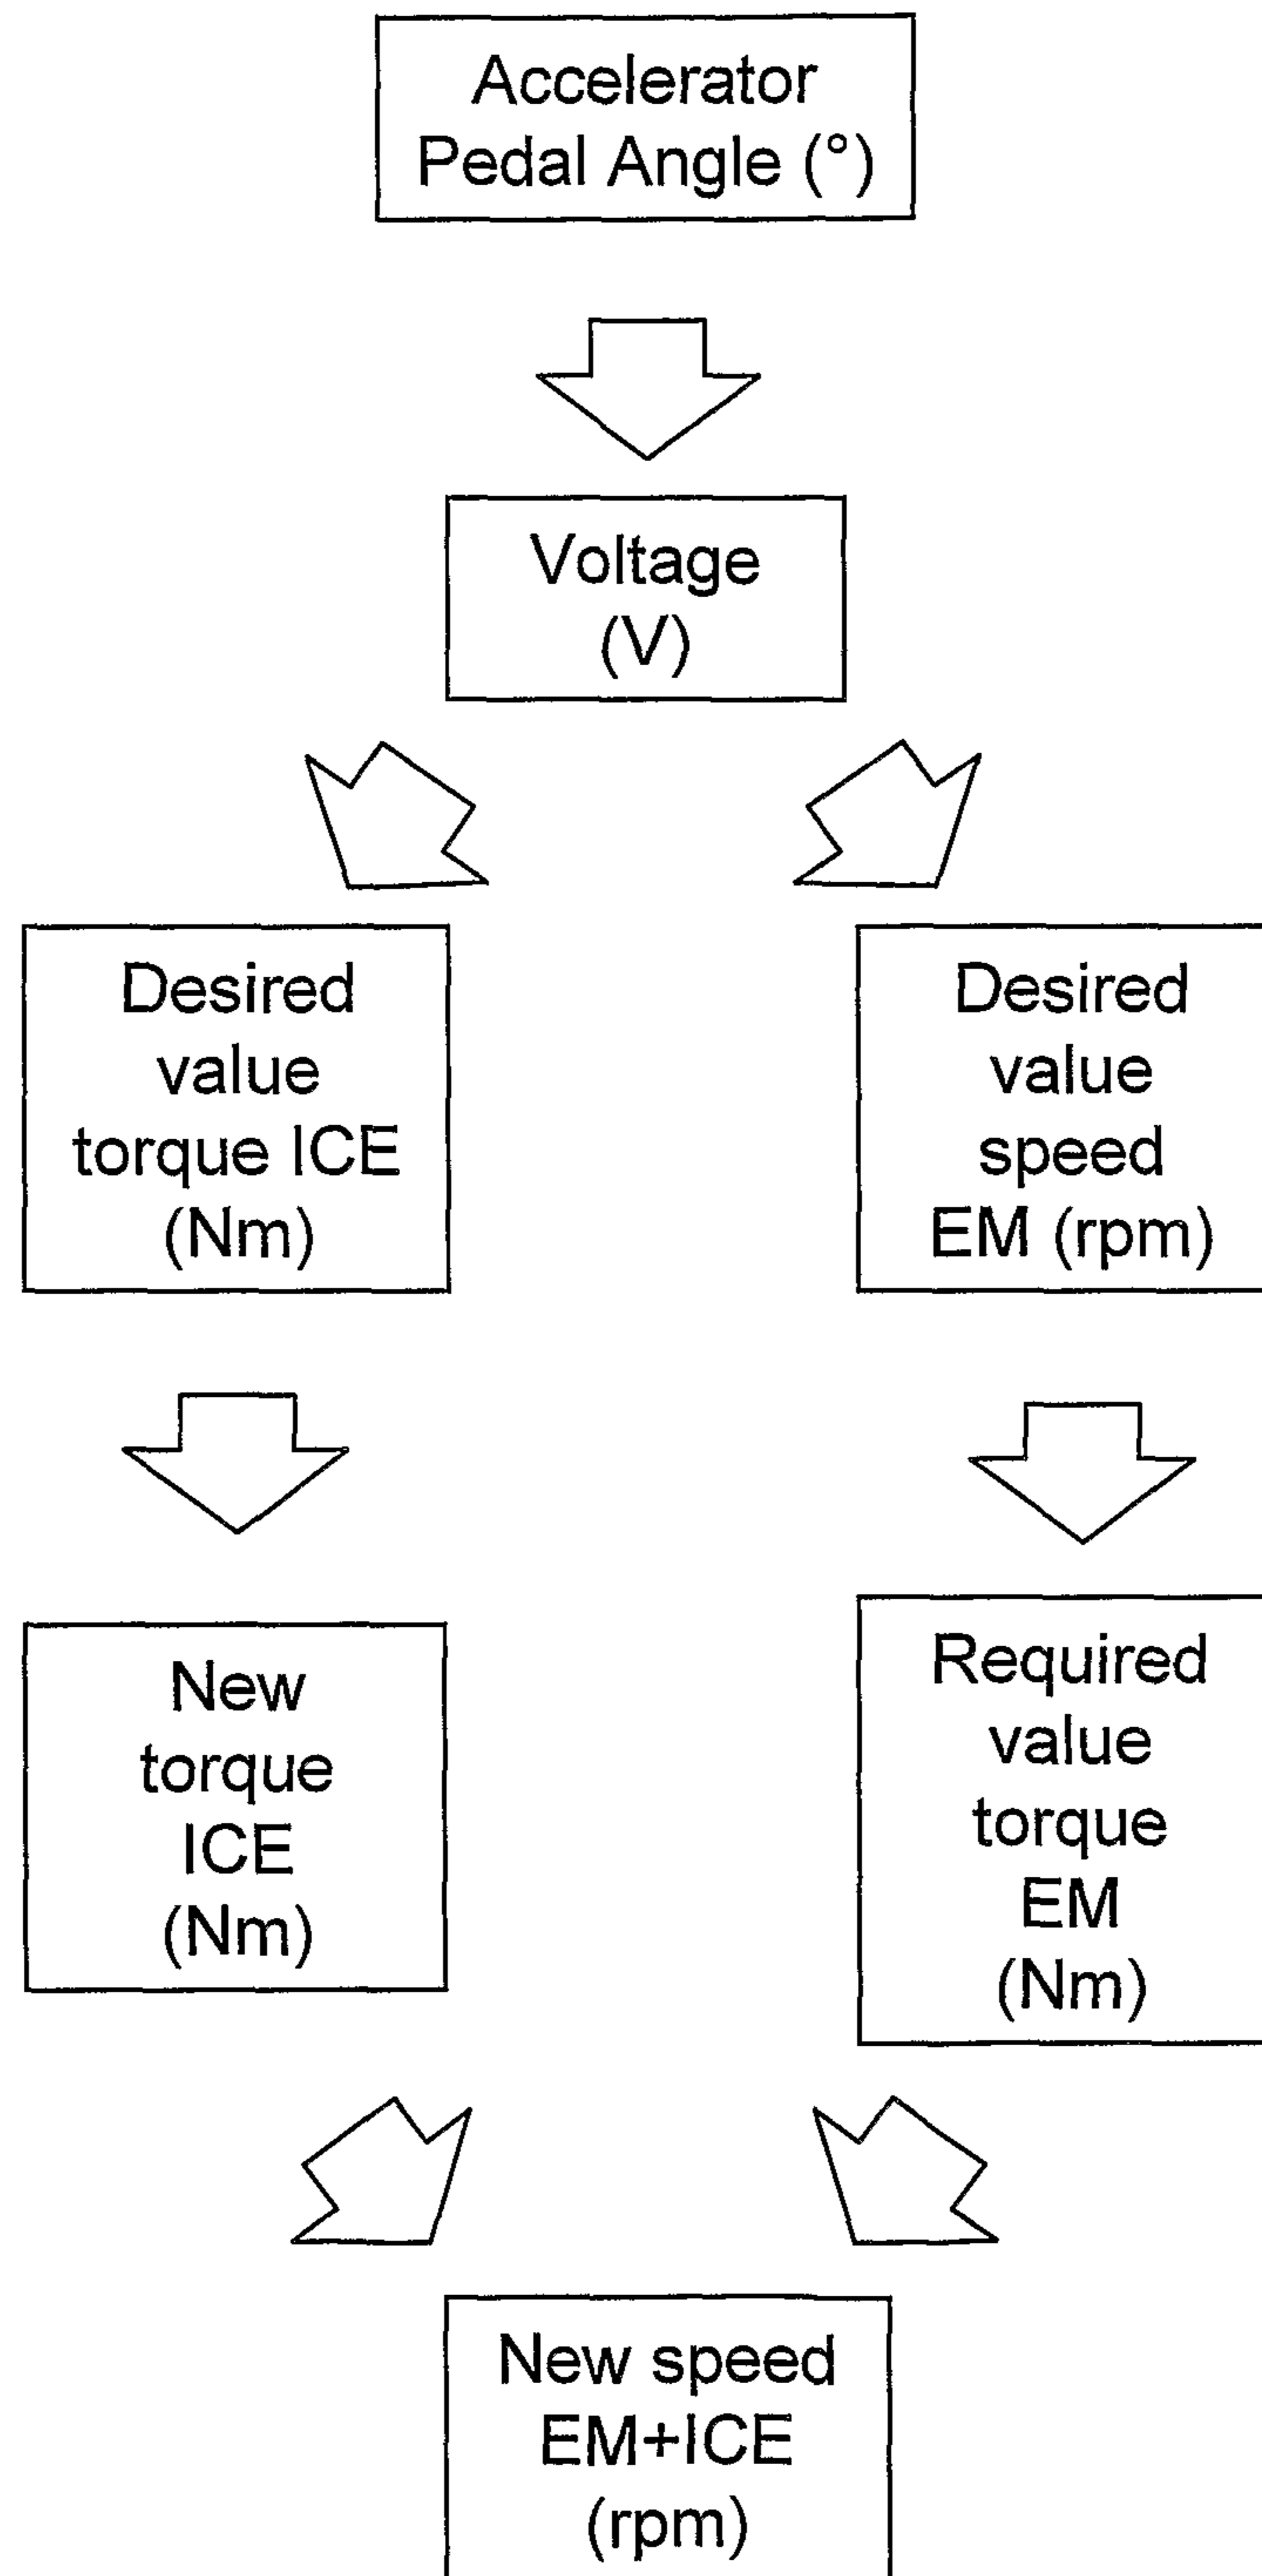 Accelerator
Pedal Angle (°)
Voltage
(V)
Desired
value
torque ICE
(Nm)
Desired
value
speed
EM (rpm)
New
torque
ICE
(Nm)
Required
value
torque
EM
(Nm)
New speed
EM+ICE
(rpm)